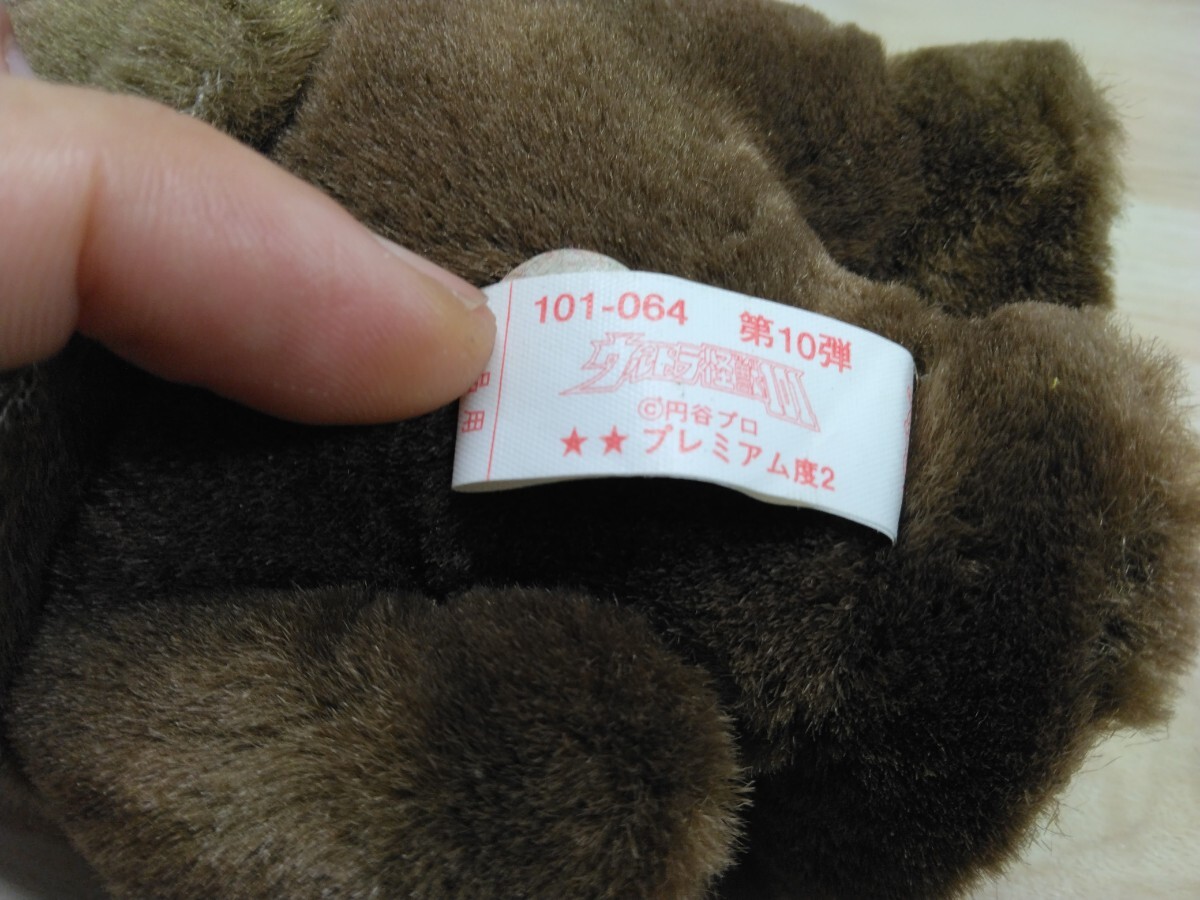 101-064 第10弾
ウルトラ怪獣III
©円谷プロ
★★プレミアム度2